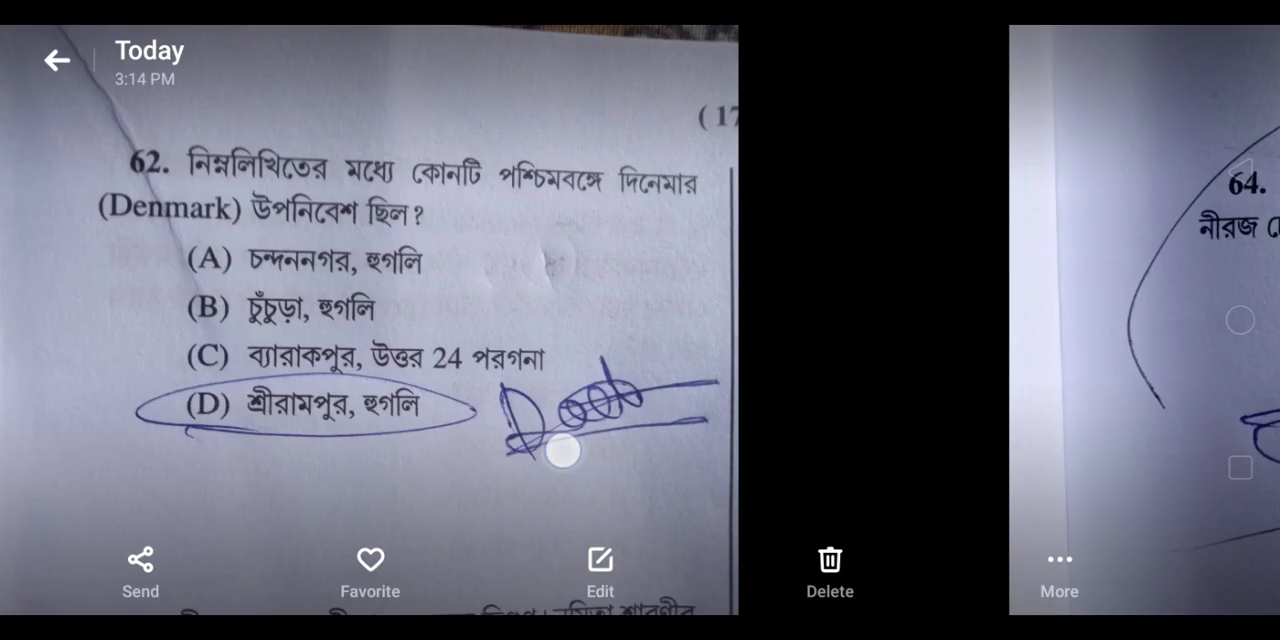 Today
3:14 PM
(17
62. নিম্নলিখিতের মধ্যে কোনটি পশ্চিমবঙ্গে দিনেমার
(Denmark) উপনিবেশ ছিল?
(A) চন্দননগর, হুগলি
(B) চুঁচুড়া, হুগলি
(C) ব্যারাকপুর, উত্তর 24 পরগনা
(D) শ্রীরামপুর, হুগলি
64.
নীরজ
Send
Favorite
Edit
Delete
More